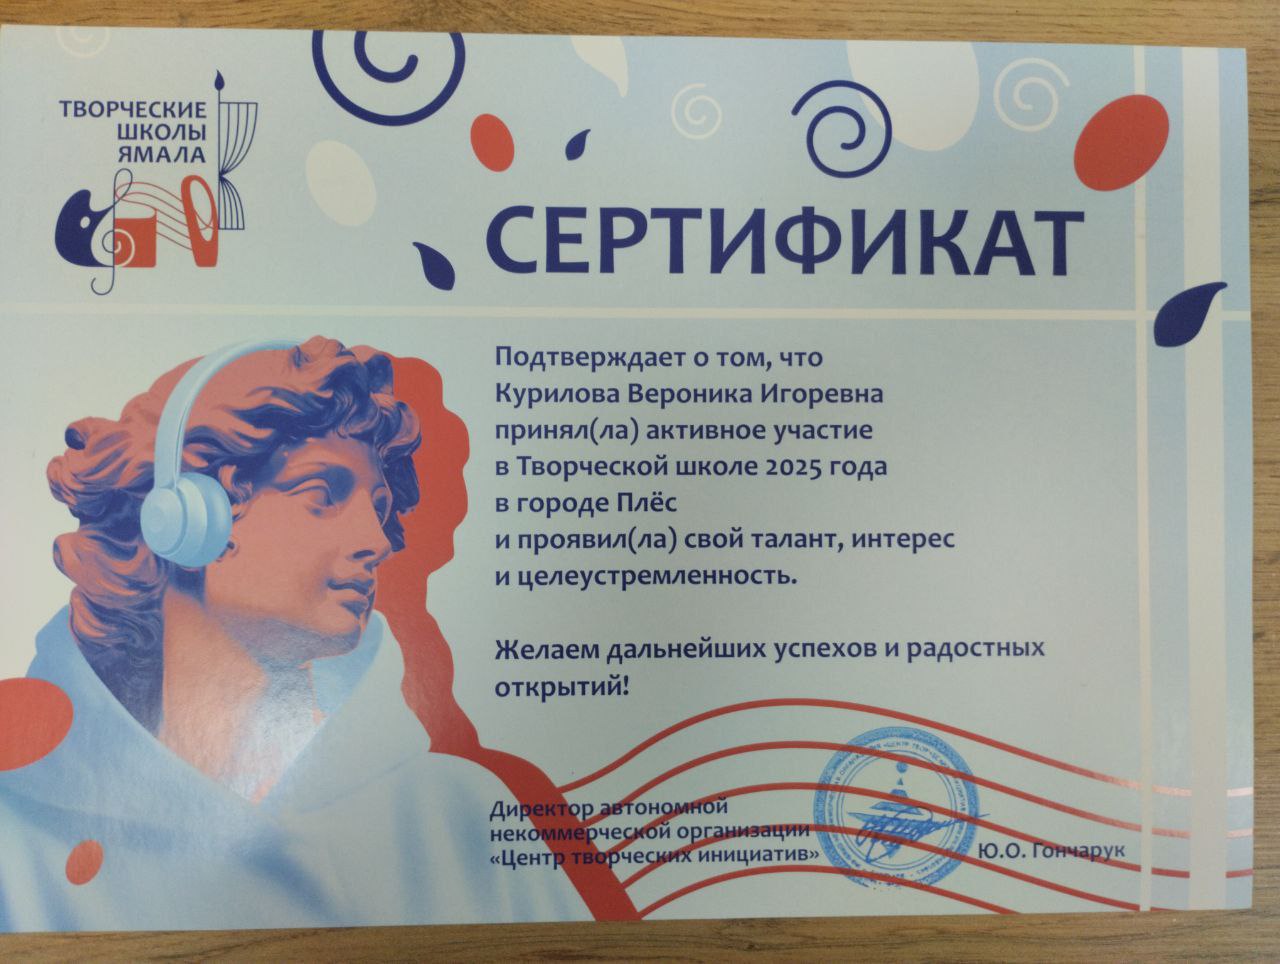 ТВОРЧЕСКИЕ
ШКОЛЫ
ЯМАЛА
СЕРТИФИКАТ
Подтверждает о том, что
Курилова Вероника Игоревна
принял(ла) активное участие
в Творческой школе 2025 года
в городе Плёс
и проявил(ла) свой талант, интерес
и целеустремленность.
Желаем дальнейших успехов и радостных
открытий!
Директор автономной
некоммерческой организации
«Центр творческих инициатив»
Ю.О. Гончарук